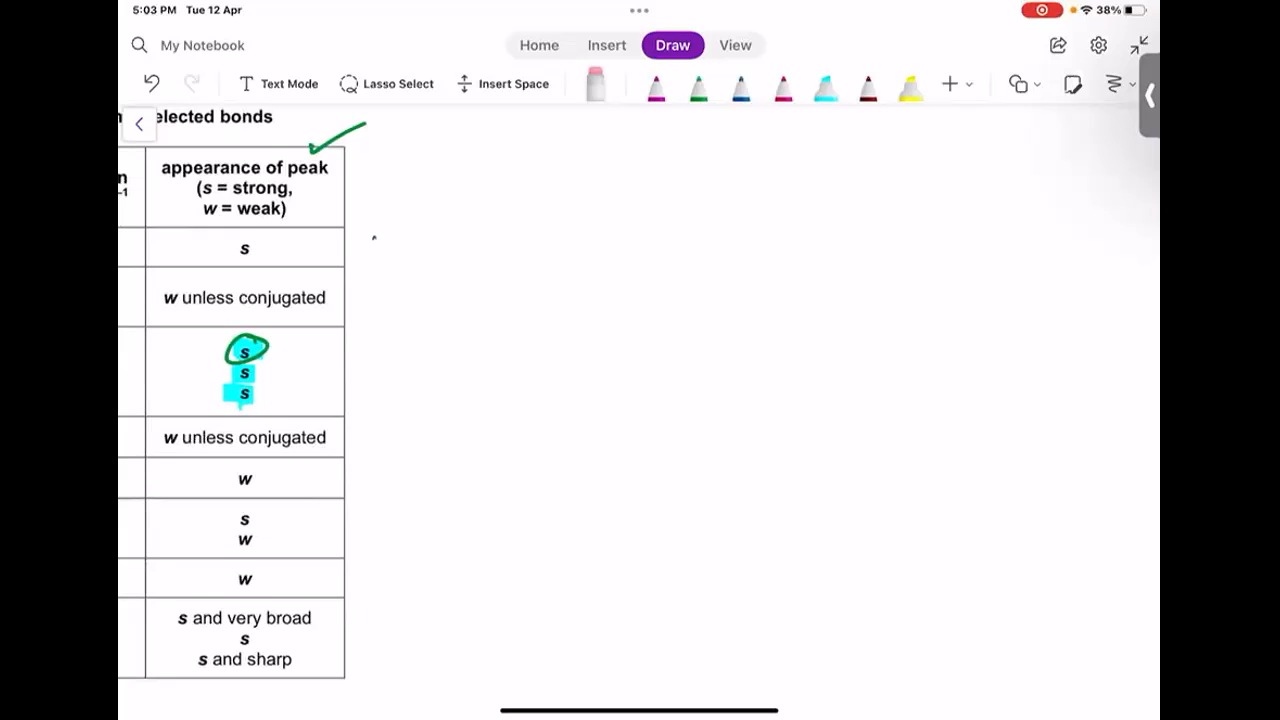 5:03 PM Tue 12 Apr
38%
My Notebook
Home Insert Draw View
Text Mode Lasso Select Insert Space
elected bonds
n
–1
appearance of peak
(s = strong,
w = weak)
s
w unless conjugated
s
s
s
w unless conjugated
w
s
w
w
s and very broad
s
s and sharp